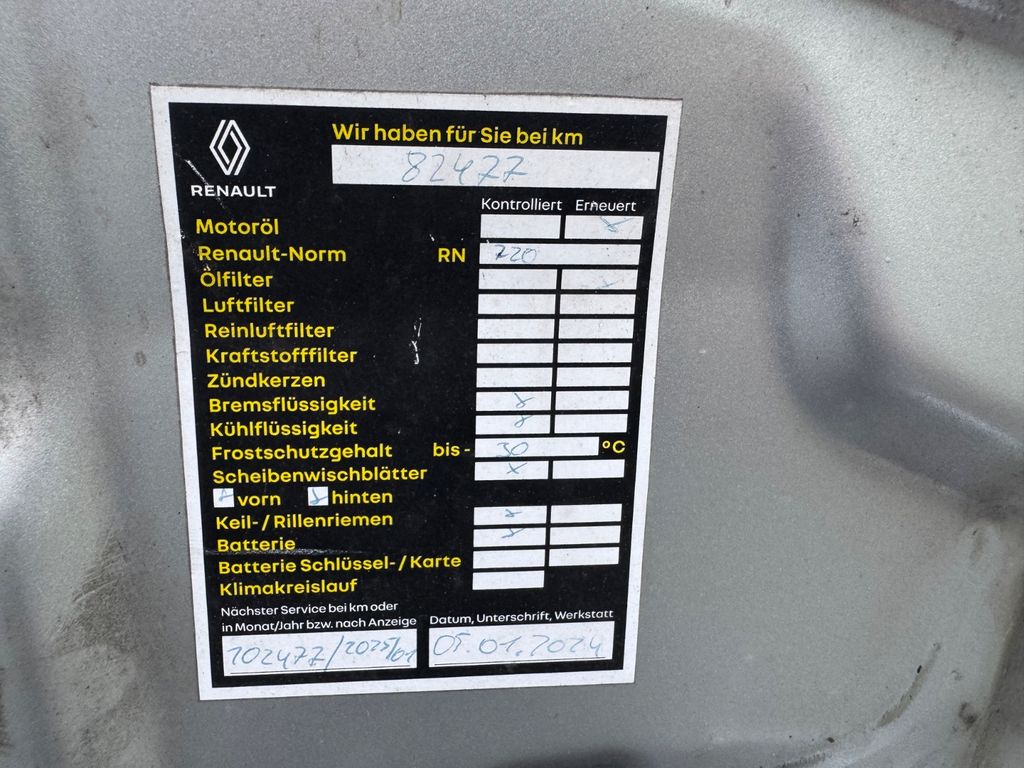 Wir haben für Sie bei km
82477
RENAULT
Kontrolliert Erneuert
Motoröl x
Renault-Norm RN 720
Ölfilter x
Luftfilter
Reinluftfilter
Kraftstofffilter
Zündkerzen
Bremsflüssigkeit x
Kühlflüssigkeit x
Frostschutzgehalt bis - 30 °C
Scheibenwischblätter x
x vorn x hinten
Keil- / Rillenriemen x
Batterie x
Batterie Schlüssel- / Karte
Klimakreislauf
Nächster Service bei km oder
in Monat/Jahr bzw. nach Anzeige
Datum, Unterschrift, Werkstatt
102477/2025/01
05.01.2024